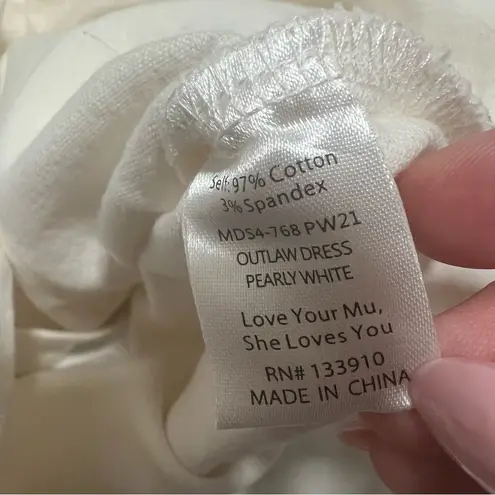 Self: 97% Cotton
3% Spandex
MDS4-768 PW21
OUTLAW DRESS
PEARLY WHITE
Love Your Mu,
She Loves You
RN# 133910
MADE IN CHINA